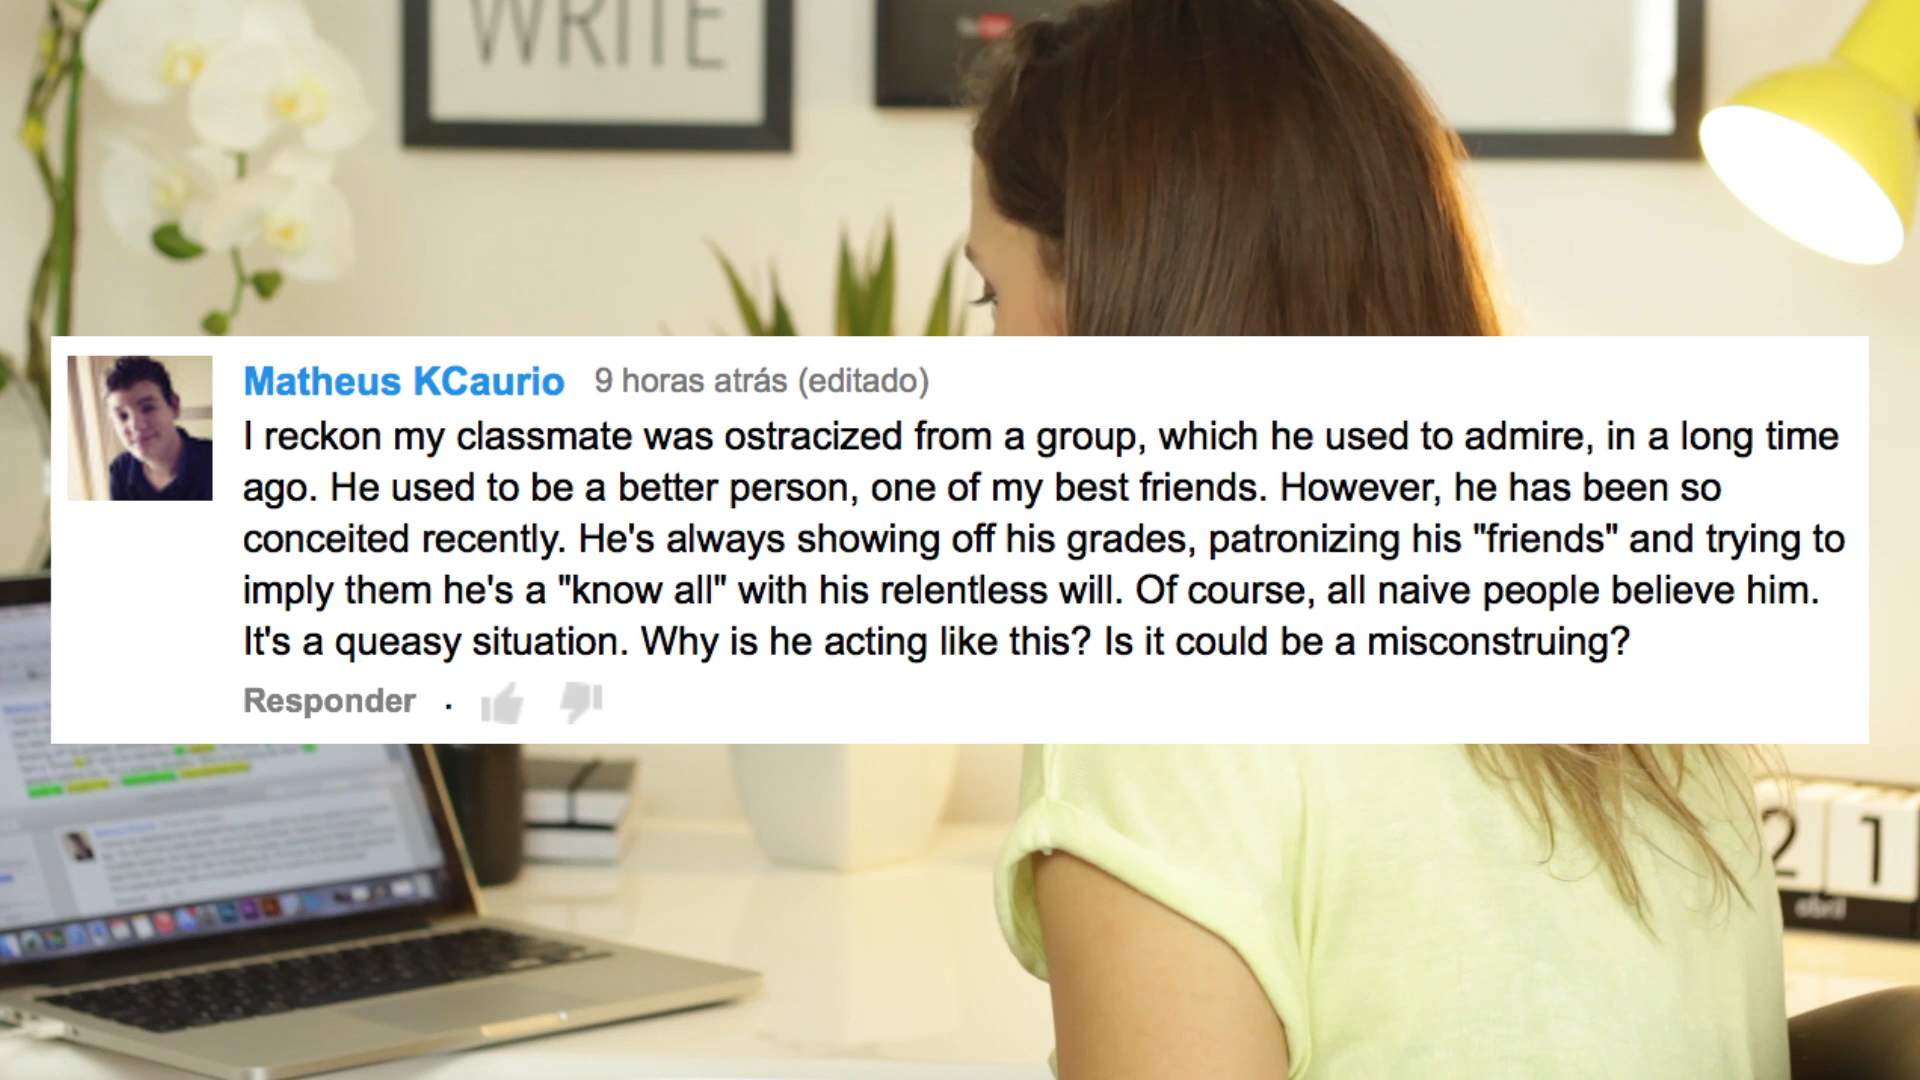 WRITE
Matheus KCaurio 9 horas atrás (editado)
I reckon my classmate was ostracized from a group, which he used to admire, in a long time
ago. He used to be a better person, one of my best friends. However, he has been so
conceited recently. He's always showing off his grades, patronizing his "friends" and trying to
imply them he's a "know all" with his relentless will. Of course, all naive people believe him.
It's a queasy situation. Why is he acting like this? Is it could be a misconstruing?
Responder .
21
abril